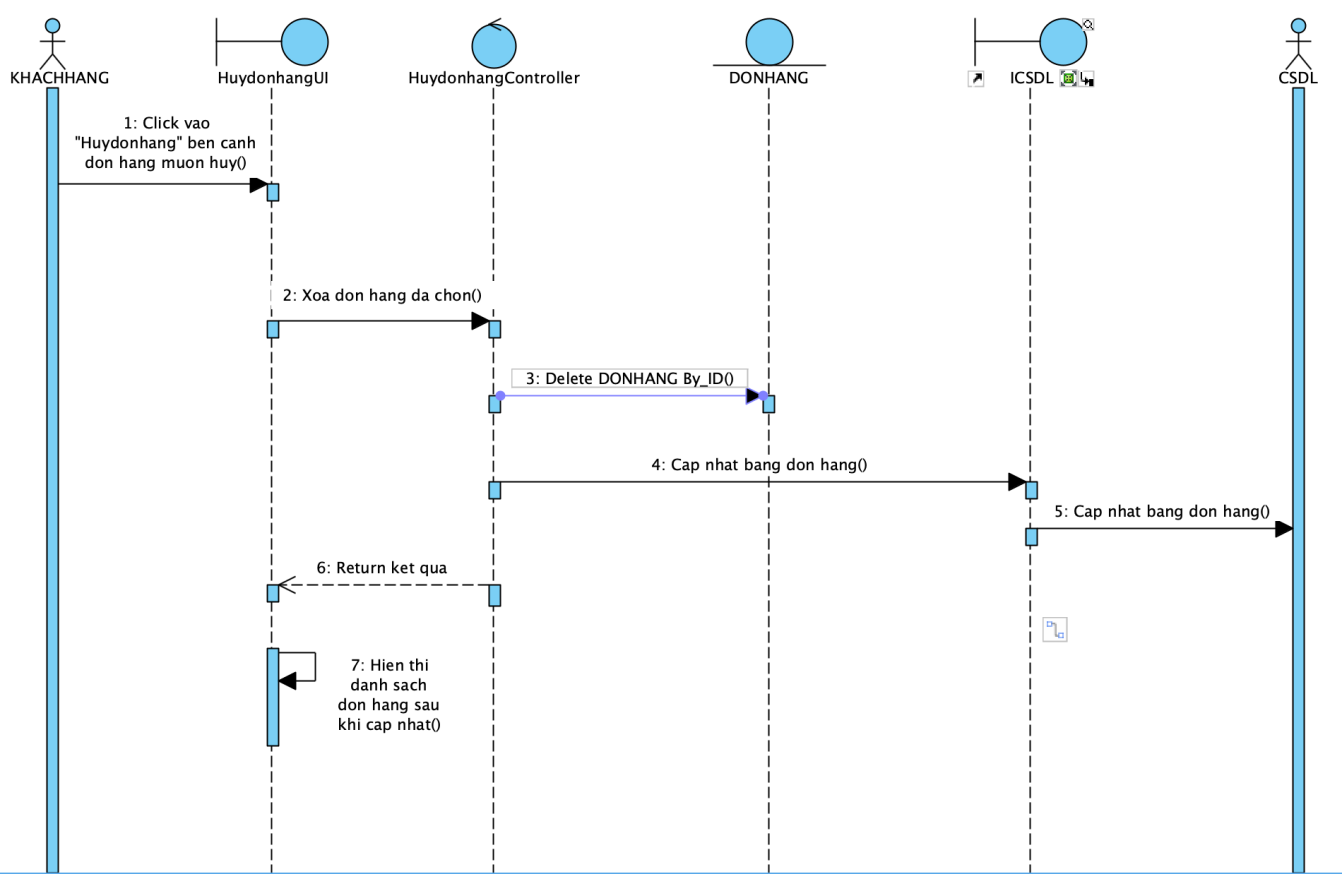 KHACHHANG
HuydonhangUI
HuydonhangController
DONHANG
ICSDL
CSDL
1: Click vao
"Huydonhang" ben canh
don hang muon huy()
2: Xoa don hang da chon()
3: Delete DONHANG By_ID()
4: Cap nhat bang don hang()
5: Cap nhat bang don hang()
6: Return ket qua
7: Hien thi
danh sach
don hang sau
khi cap nhat()